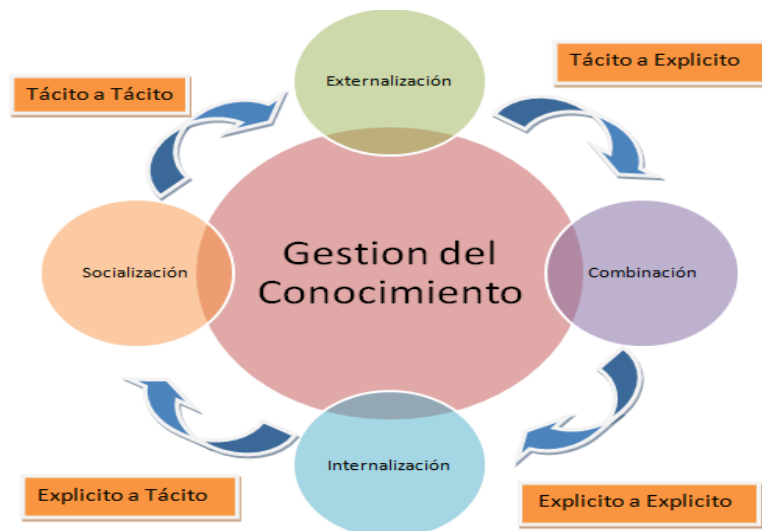 Externalización
Tácito a Explicito
Tácito a Tácito
Gestion del
Conocimiento
Socialización
Combinación
Internalización
Explicito a Tácito
Explicito a Explicito